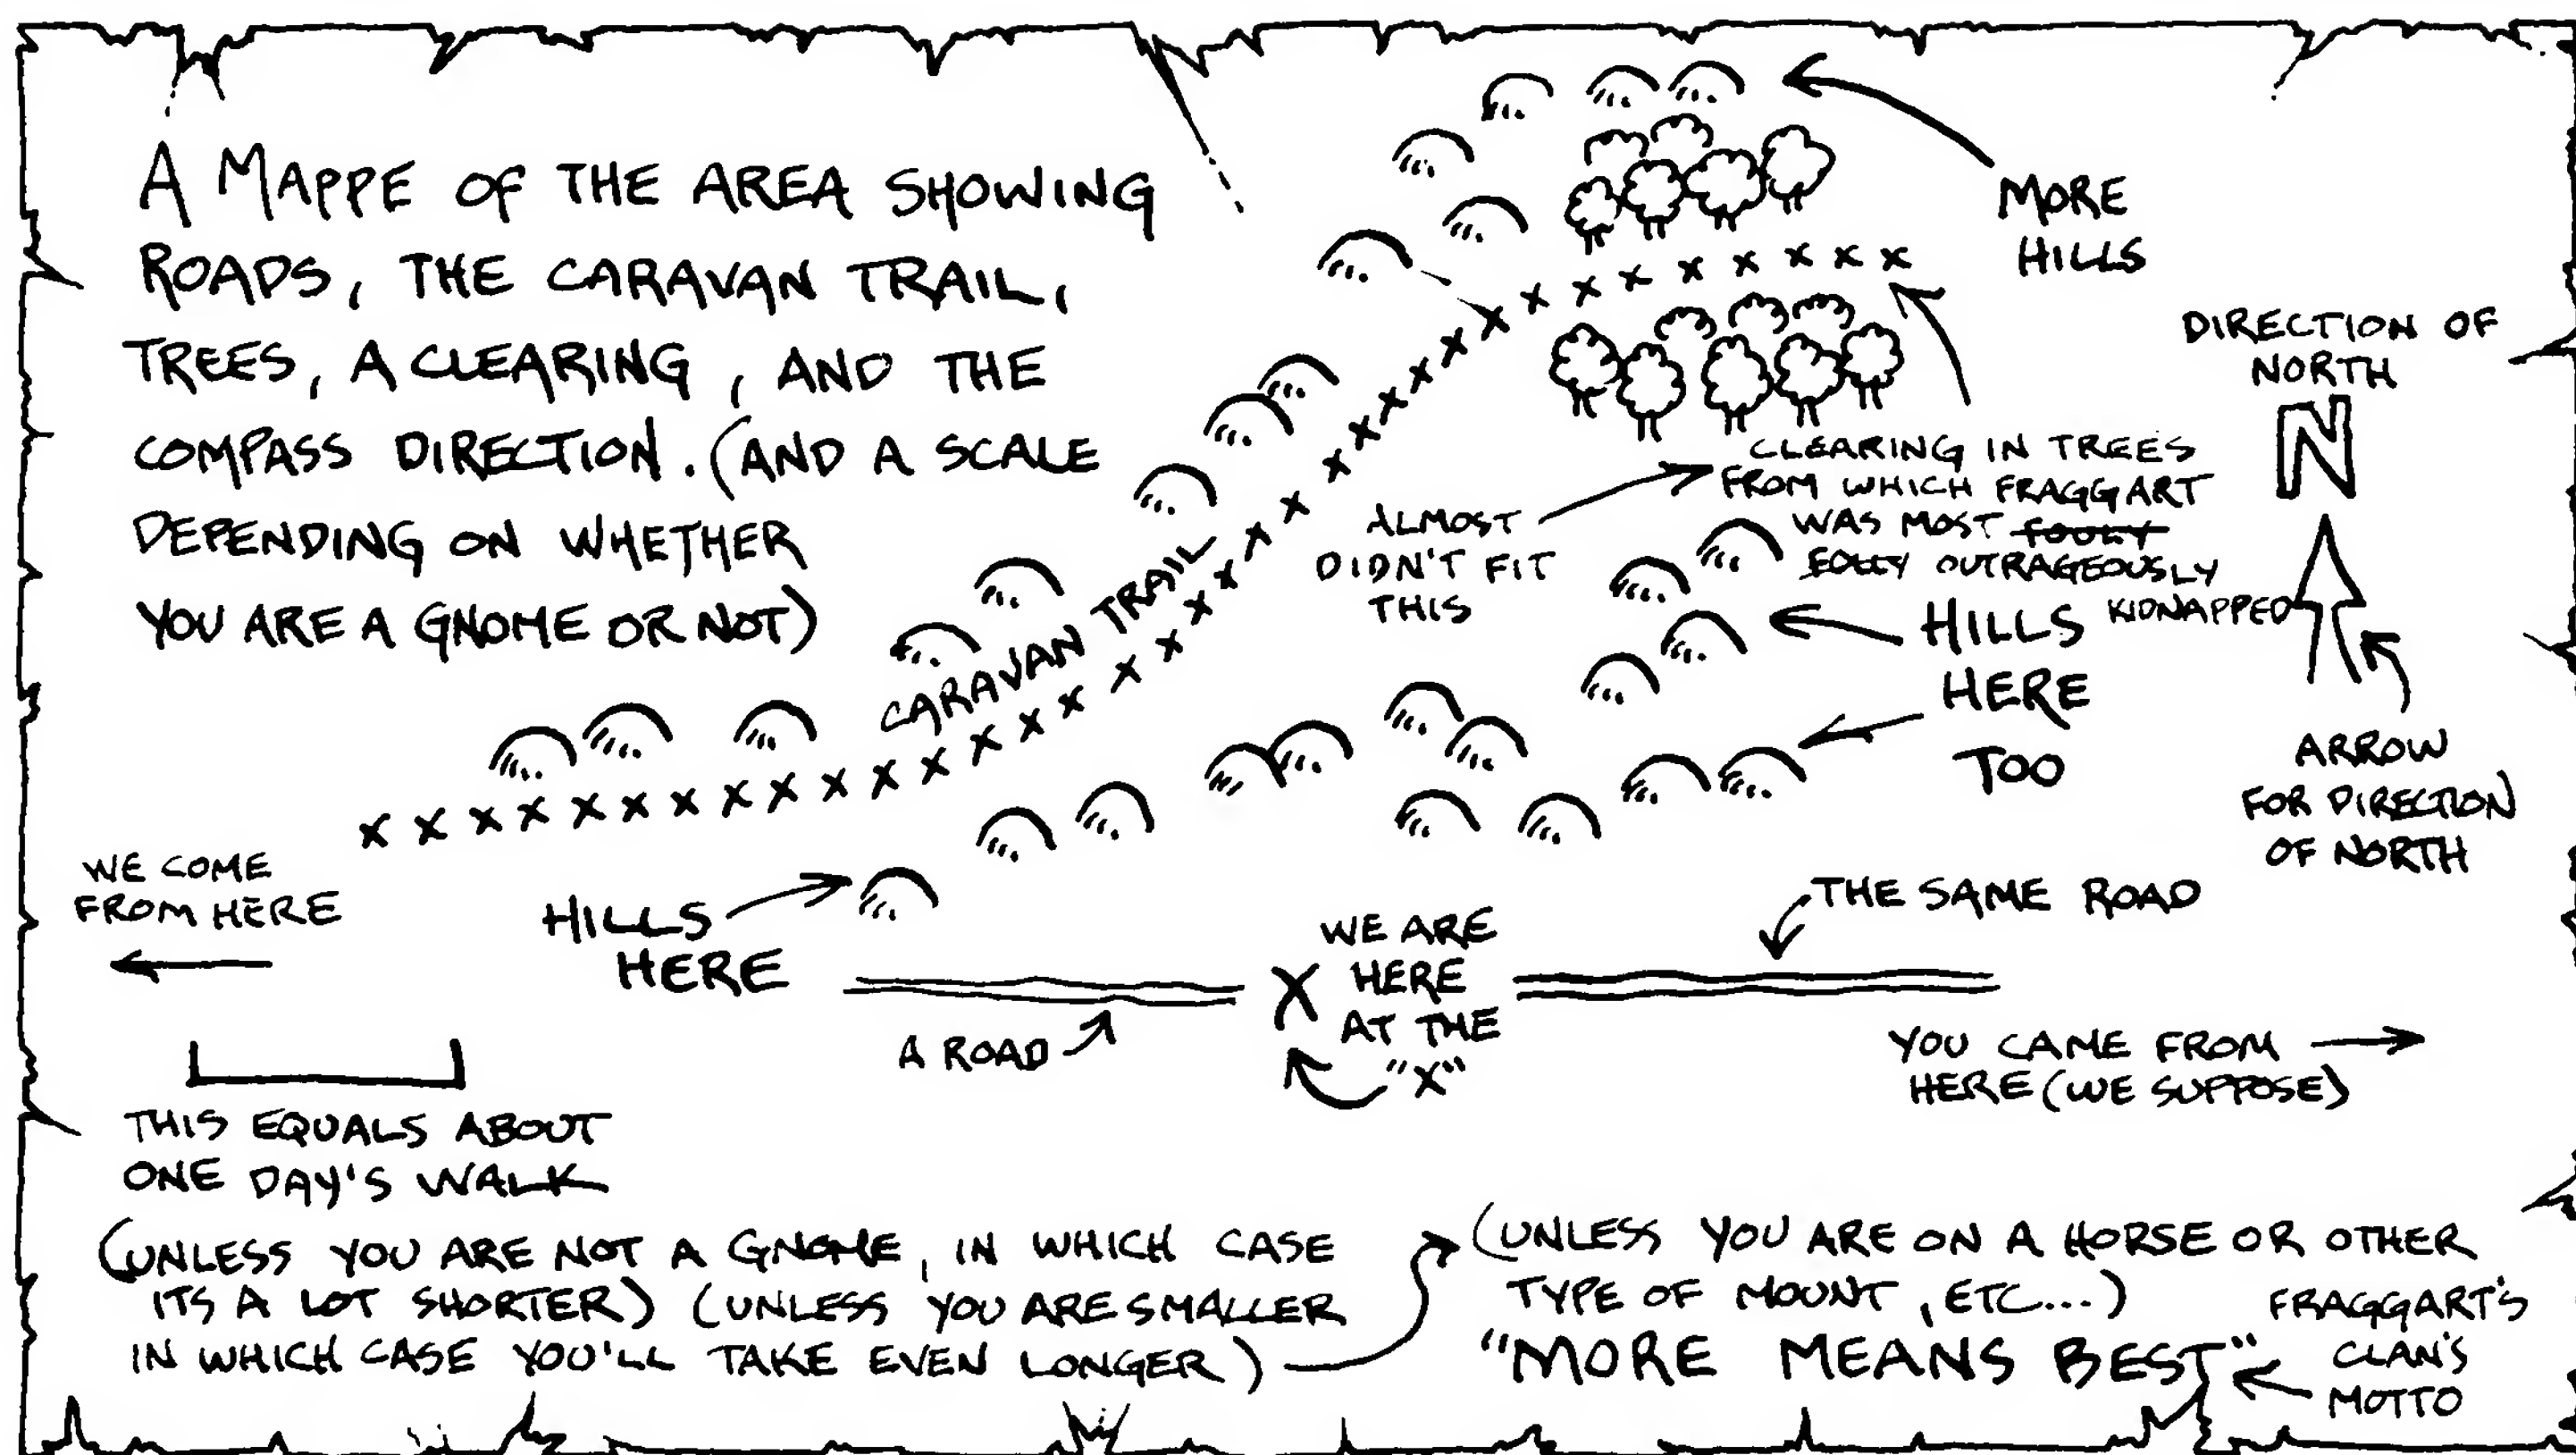 A MAPPE OF THE AREA SHOWING
ROADS, THE CARAVAN TRAIL,
TREES, A CLEARING, AND THE
COMPASS DIRECTION. (AND A SCALE
DEPENDING ON WHETHER
YOU ARE A GNOME OR NOT)
MORE
HILLS
DIRECTION OF
NORTH
N
ARROW
FOR DIRECTION
OF NORTH
CLEARING IN TREES
FROM WHICH FRAGGART
WAS MOST FOOLY
FOLLY OUTRAGEOUSLY
KIDNAPPED
ALMOST
DIDN'T FIT
THIS
HILLS
HERE
TOO
CARAVAN TRAIL
WE COME
FROM HERE
HILLS
HERE
A ROAD
X
WE ARE
HERE
AT THE
"X"
THE SAME ROAD
YOU CAME FROM
HERE (WE SUPPOSE)
THIS EQUALS ABOUT
ONE DAY'S WALK
(UNLESS YOU ARE NOT A GNOME, IN WHICH CASE
ITS A LOT SHORTER) (UNLESS YOU ARE SMALLER
IN WHICH CASE YOU'LL TAKE EVEN LONGER)
(UNLESS YOU ARE ON A HORSE OR OTHER
TYPE OF MOUNT, ETC...)
"MORE MEANS BEST"
FRAGGART'S
CLAN'S
MOTTO